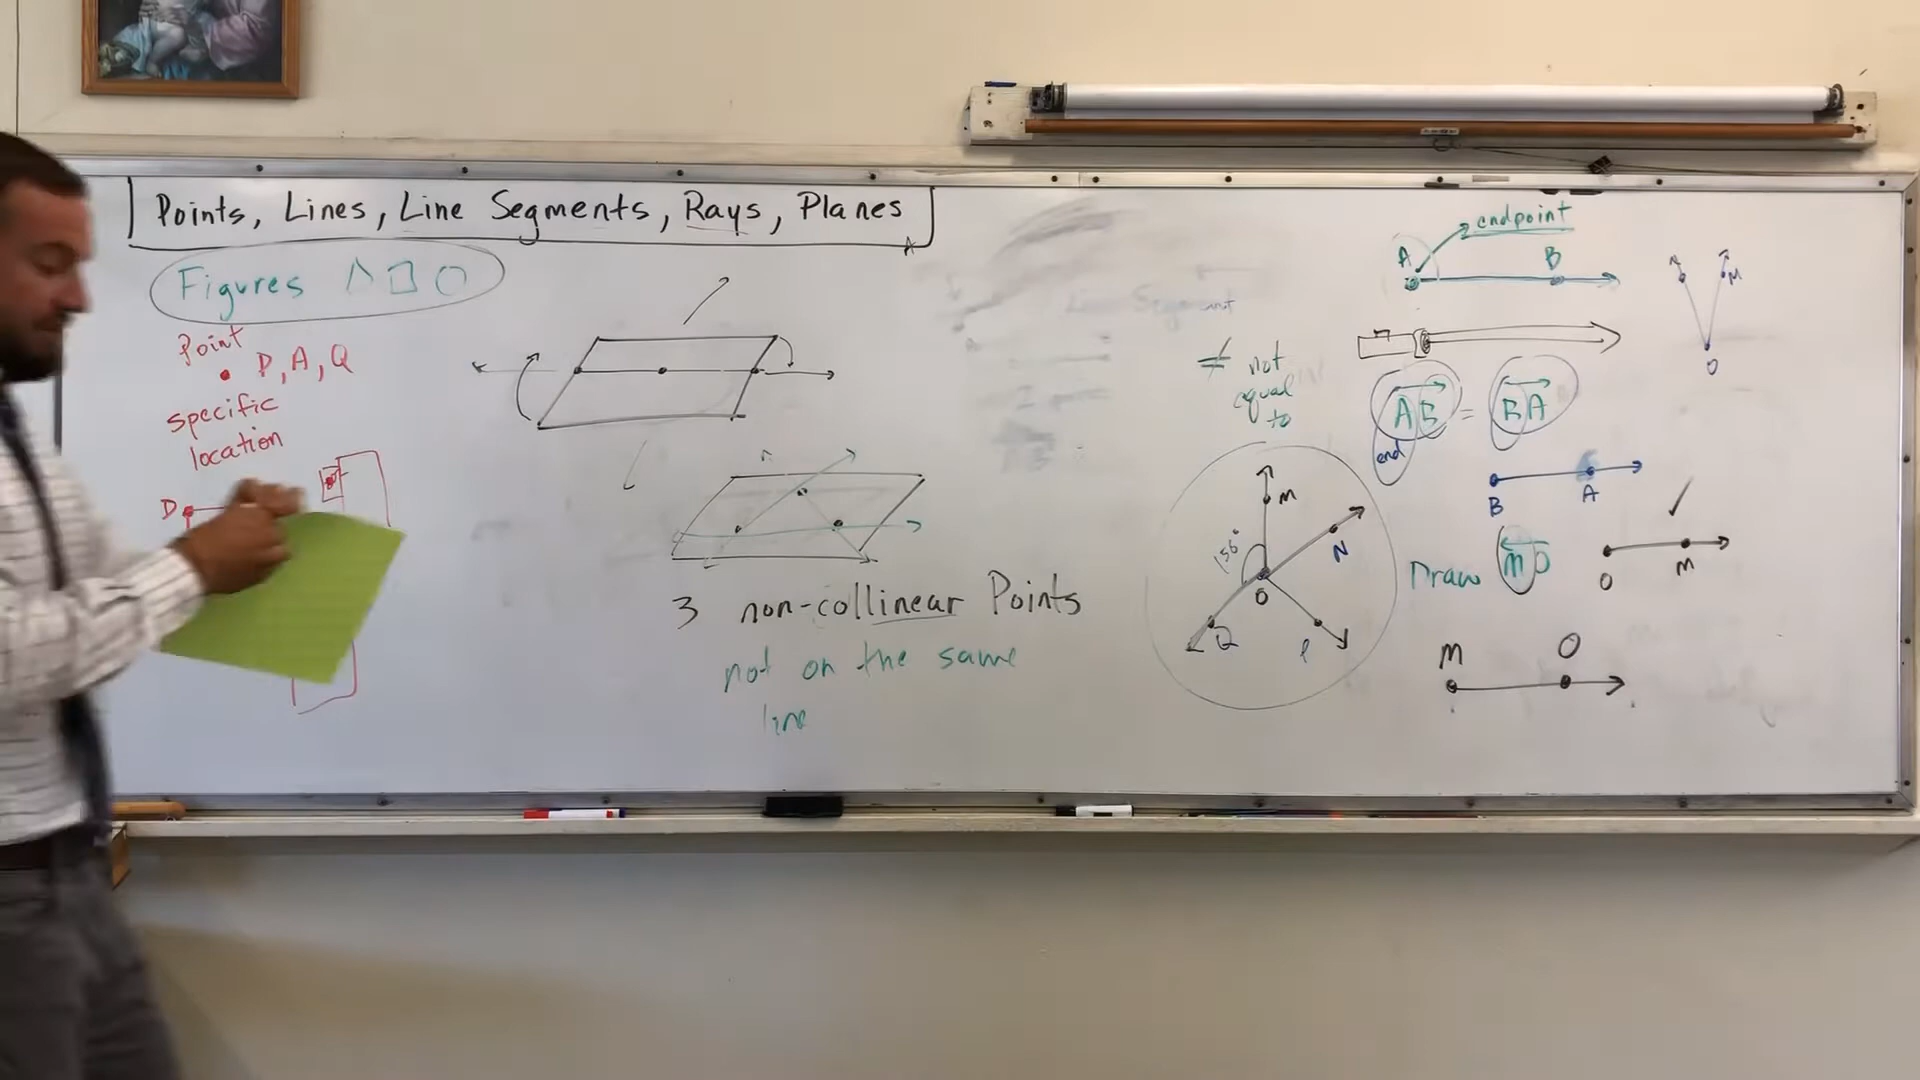 Points, Lines, Line Segments, Rays, Planes
Figures
Point
P, A, Q
specific
location
D
3 non-collinear Points
not on the same
line
Line Segment
≠ not
equal
to
endpoint
A B
AB = BA
end
B A
M
O
M
N
156°
O
Q
P
Draw MO
O M
M O